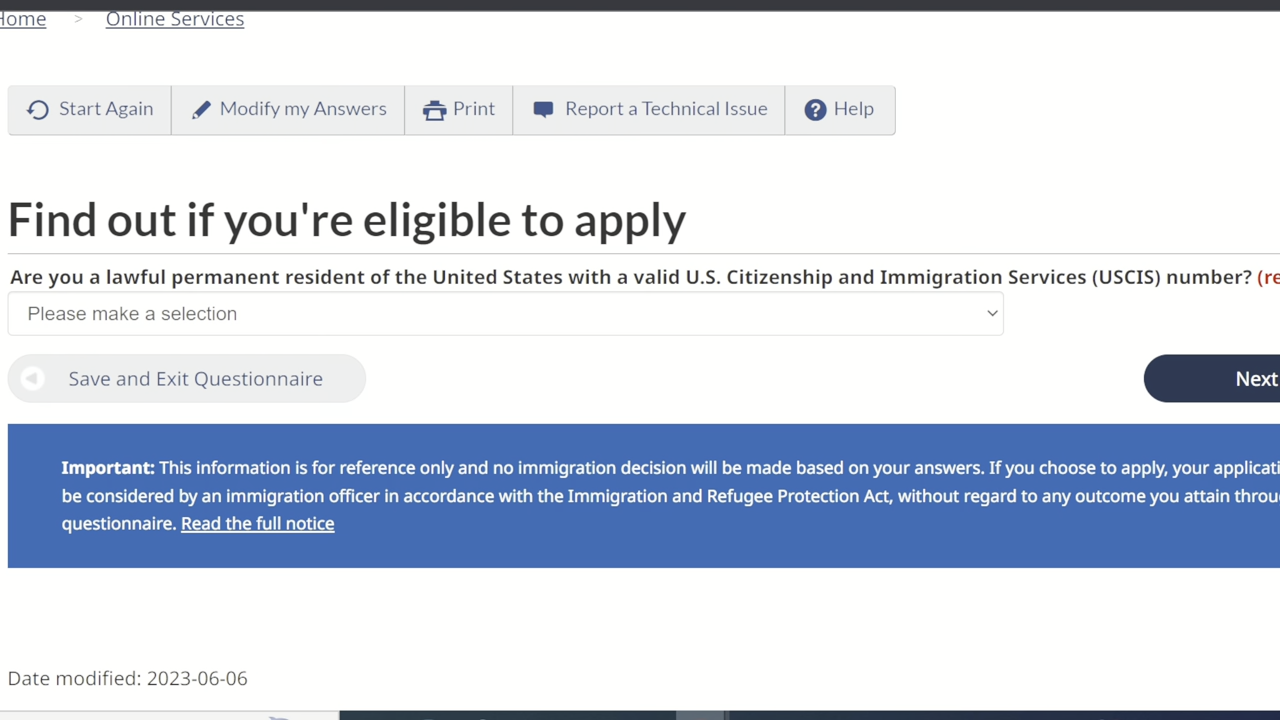 Home > Online Services
Start Again Modify my Answers Print Report a Technical Issue Help
Find out if you're eligible to apply
Are you a lawful permanent resident of the United States with a valid U.S. Citizenship and Immigration Services (USCIS) number? (re
Please make a selection
Save and Exit Questionnaire Next
Important: This information is for reference only and no immigration decision will be made based on your answers. If you choose to apply, your applicati
be considered by an immigration officer in accordance with the Immigration and Refugee Protection Act, without regard to any outcome you attain throu
questionnaire. Read the full notice
Date modified: 2023-06-06